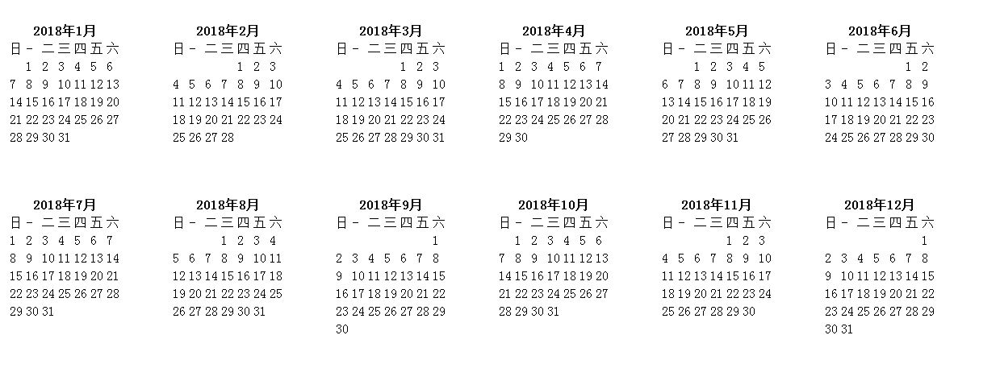 2018年1月 2018年2月 2018年3月 2018年4月 2018年5月 2018年6月
日 一 二 三 四 五 六 日 一 二 三 四 五 六 日 一 二 三 四 五 六 日 一 二 三 四 五 六 日 一 二 三 四 五 六 日 一 二 三 四 五 六
1 2 3 4 5 6 1 2 3 1 2 3 1 2 3 4 5 6 7 1 2 3 4 5 1 2
7 8 9 10 11 12 13 4 5 6 7 8 9 10 4 5 6 7 8 9 10 8 9 10 11 12 13 14 6 7 8 9 10 11 12 3 4 5 6 7 8 9
14 15 16 17 18 19 20 11 12 13 14 15 16 17 11 12 13 14 15 16 17 15 16 17 18 19 20 21 13 14 15 16 17 18 19 10 11 12 13 14 15 16
21 22 23 24 25 26 27 18 19 20 21 22 23 24 18 19 20 21 22 23 24 22 23 24 25 26 27 28 20 21 22 23 24 25 26 17 18 19 20 21 22 23
28 29 30 31 25 26 27 28 25 26 27 28 29 30 31 29 30 27 28 29 30 31 24 25 26 27 28 29 30
2018年7月 2018年8月 2018年9月 2018年10月 2018年11月 2018年12月
日 一 二 三 四 五 六 日 一 二 三 四 五 六 日 一 二 三 四 五 六 日 一 二 三 四 五 六 日 一 二 三 四 五 六 日 一 二 三 四 五 六
1 2 3 4 5 6 7 1 2 3 4 1 1 2 3 4 5 6 1 2 3 1
8 9 10 11 12 13 14 5 6 7 8 9 10 11 2 3 4 5 6 7 8 7 8 9 10 11 12 13 4 5 6 7 8 9 10 2 3 4 5 6 7 8
15 16 17 18 19 20 21 12 13 14 15 16 17 18 9 10 11 12 13 14 15 14 15 16 17 18 19 20 11 12 13 14 15 16 17 9 10 11 12 13 14 15
22 23 24 25 26 27 28 19 20 21 22 23 24 25 16 17 18 19 20 21 22 21 22 23 24 25 26 27 18 19 20 21 22 23 24 16 17 18 19 20 21 22
29 30 31 26 27 28 29 30 31 23 24 25 26 27 28 29 28 29 30 31 25 26 27 28 29 30 23 24 25 26 27 28 29
30 30 31